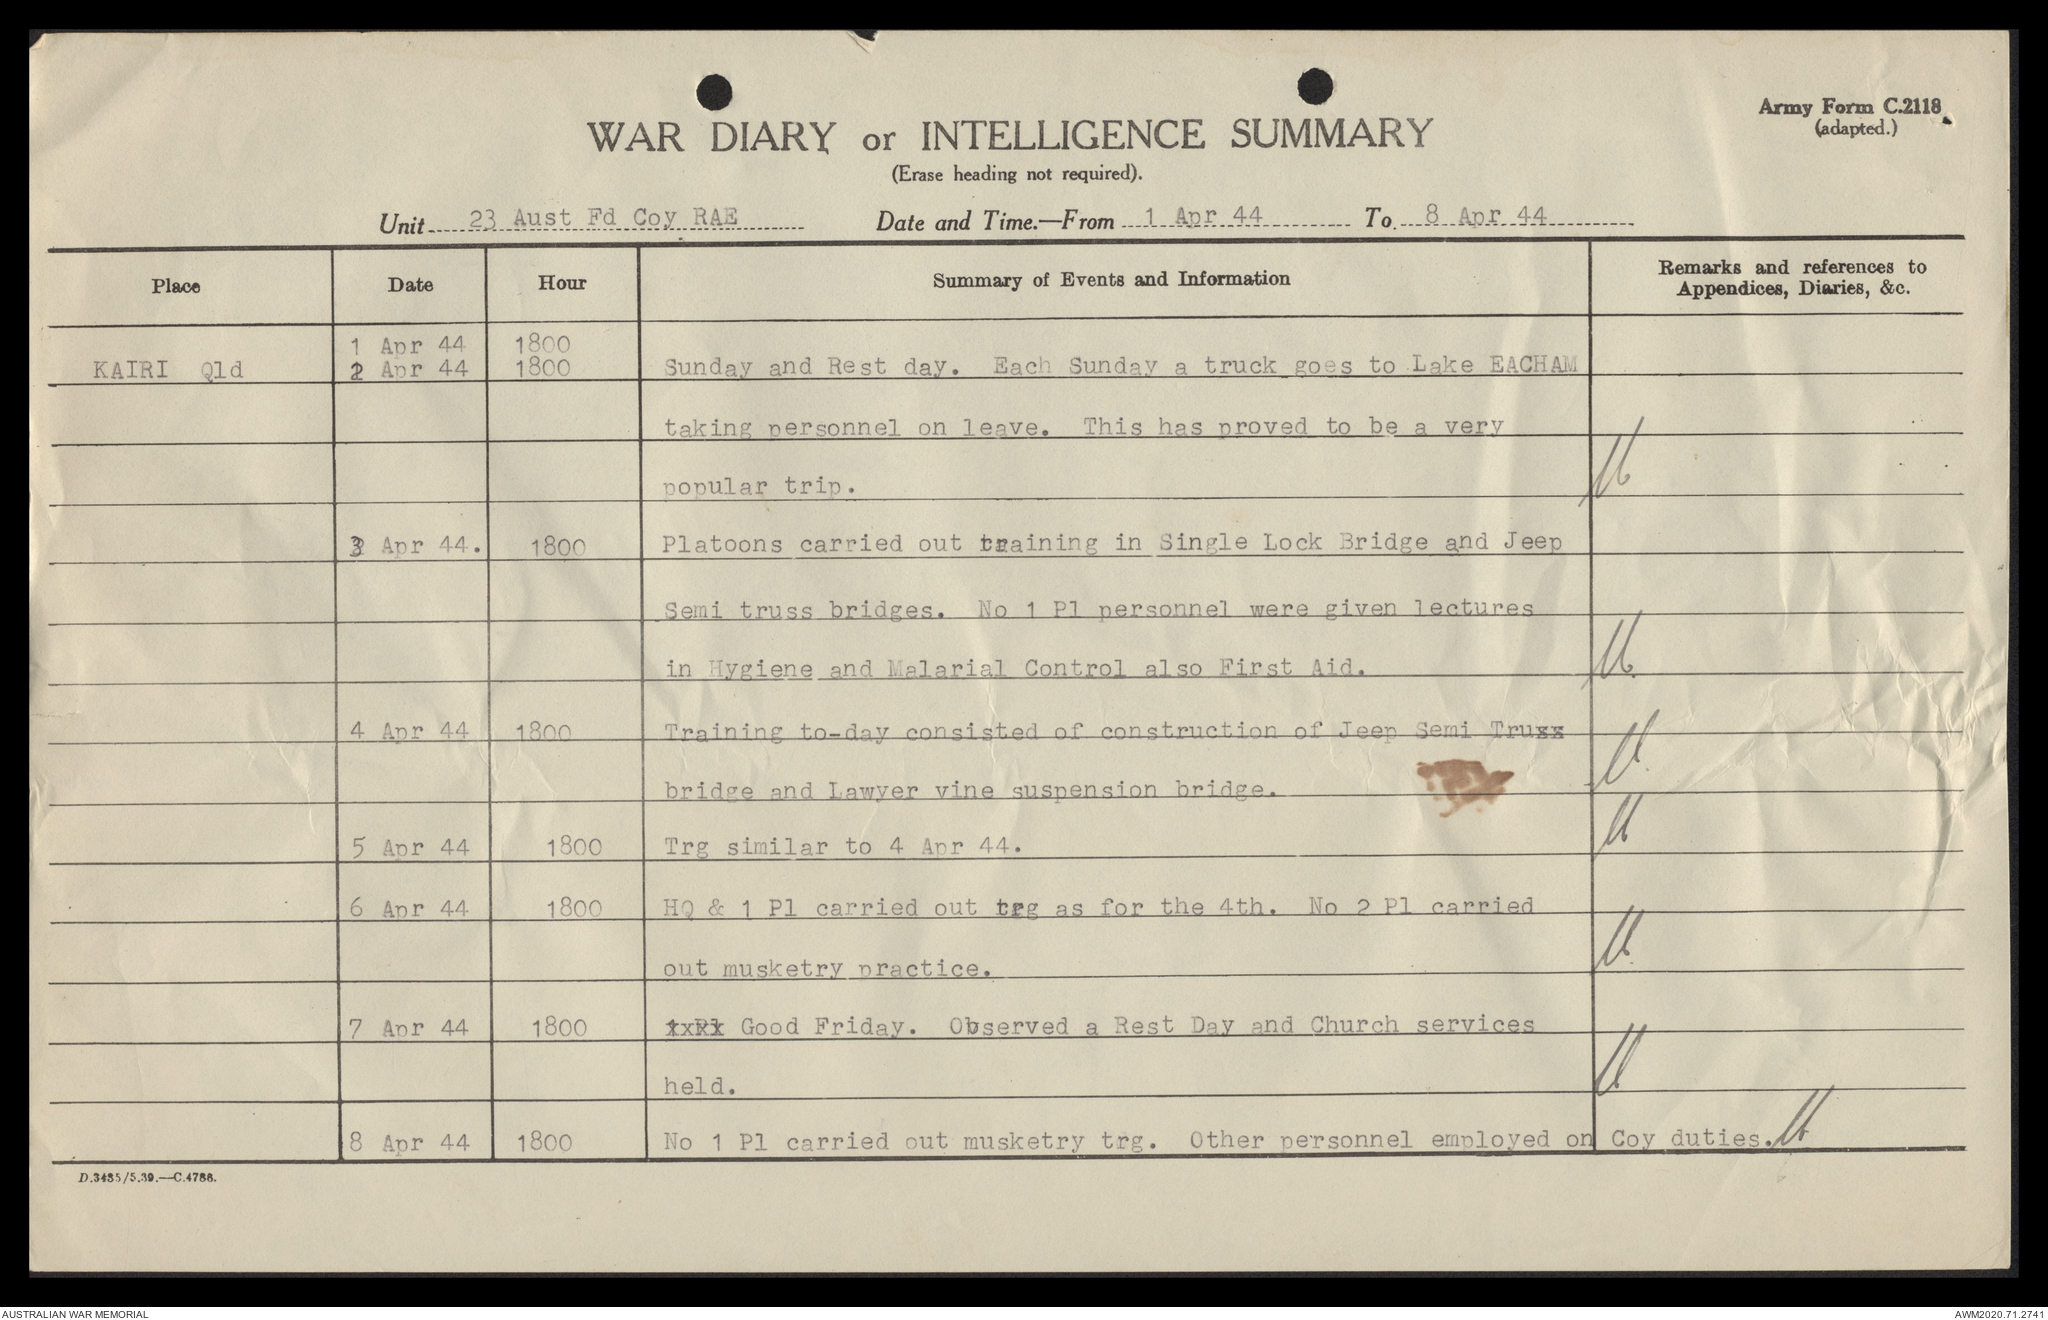 Army Form C.2118
(adapted.)
WAR DIARY or INTELLIGENCE SUMMARY
(Erase heading not required).
Unit 23 Aust Fd Coy RAE Date and Time.—From 1 Apr 44 To 8 Apr 44
Place Date Hour Summary of Events and Information Remarks and references to
Appendices, Diaries, &c.
1 Apr 44 1800
KAIRI Qld 2 Apr 44 1800 Sunday and Rest day. Each Sunday a truck goes to Lake EACHAM
taking personnel on leave. This has proved to be a very
popular trip.
3 Apr 44. 1800 Platoons carried out training in Single Lock Bridge and Jeep
Semi truss bridges. No 1 Pl personnel were given lectures
in Hygiene and Malarial Control also First Aid.
4 Apr 44 1800 Training to-day consisted of construction of Jeep Semi Truxx
bridge and Lawyer vine suspension bridge.
5 Apr 44 1800 Trg similar to 4 Apr 44.
6 Apr 44 1800 HQ & 1 Pl carried out trg as for the 4th. No 2 Pl carried
out musketry practice.
7 Apr 44 1800 Good Friday. Observed a Rest Day and Church services
held.
8 Apr 44 1800 No 1 Pl carried out musketry trg. Other personnel employed on Coy duties.
D.3485/5.39.—C.4788.
AUSTRALIAN WAR MEMORIAL AWM2020.71.2741